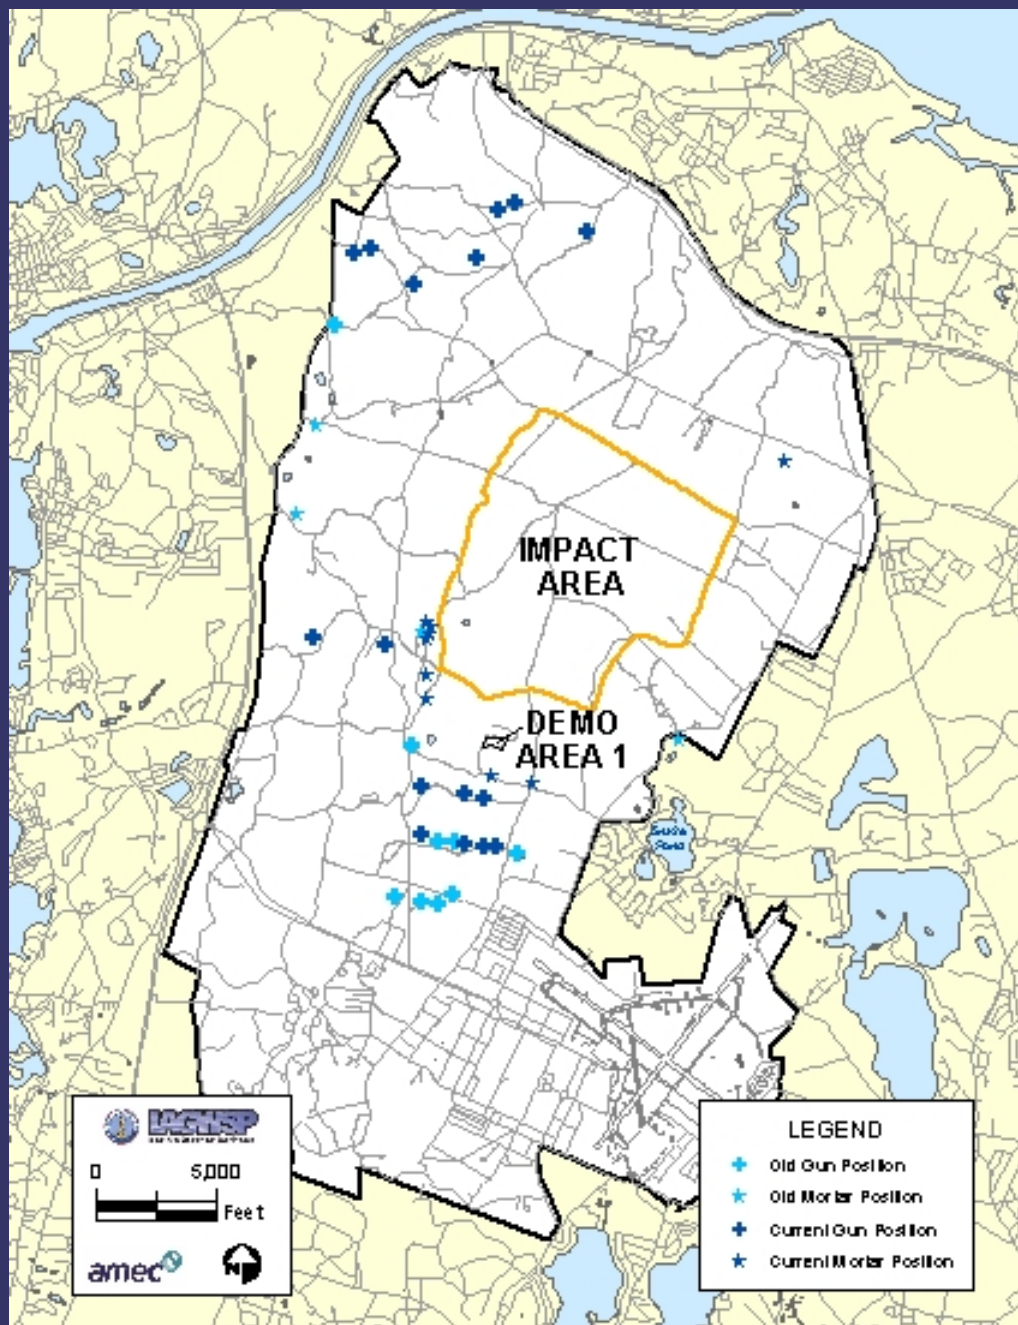 IMPACT
AREA
DEMO
AREA 1
IAGWSP
0 5,000
Feet
amec
N
LEGEND
Old Gun Position
Old Mortar Position
Current Gun Position
Current Mortar Position